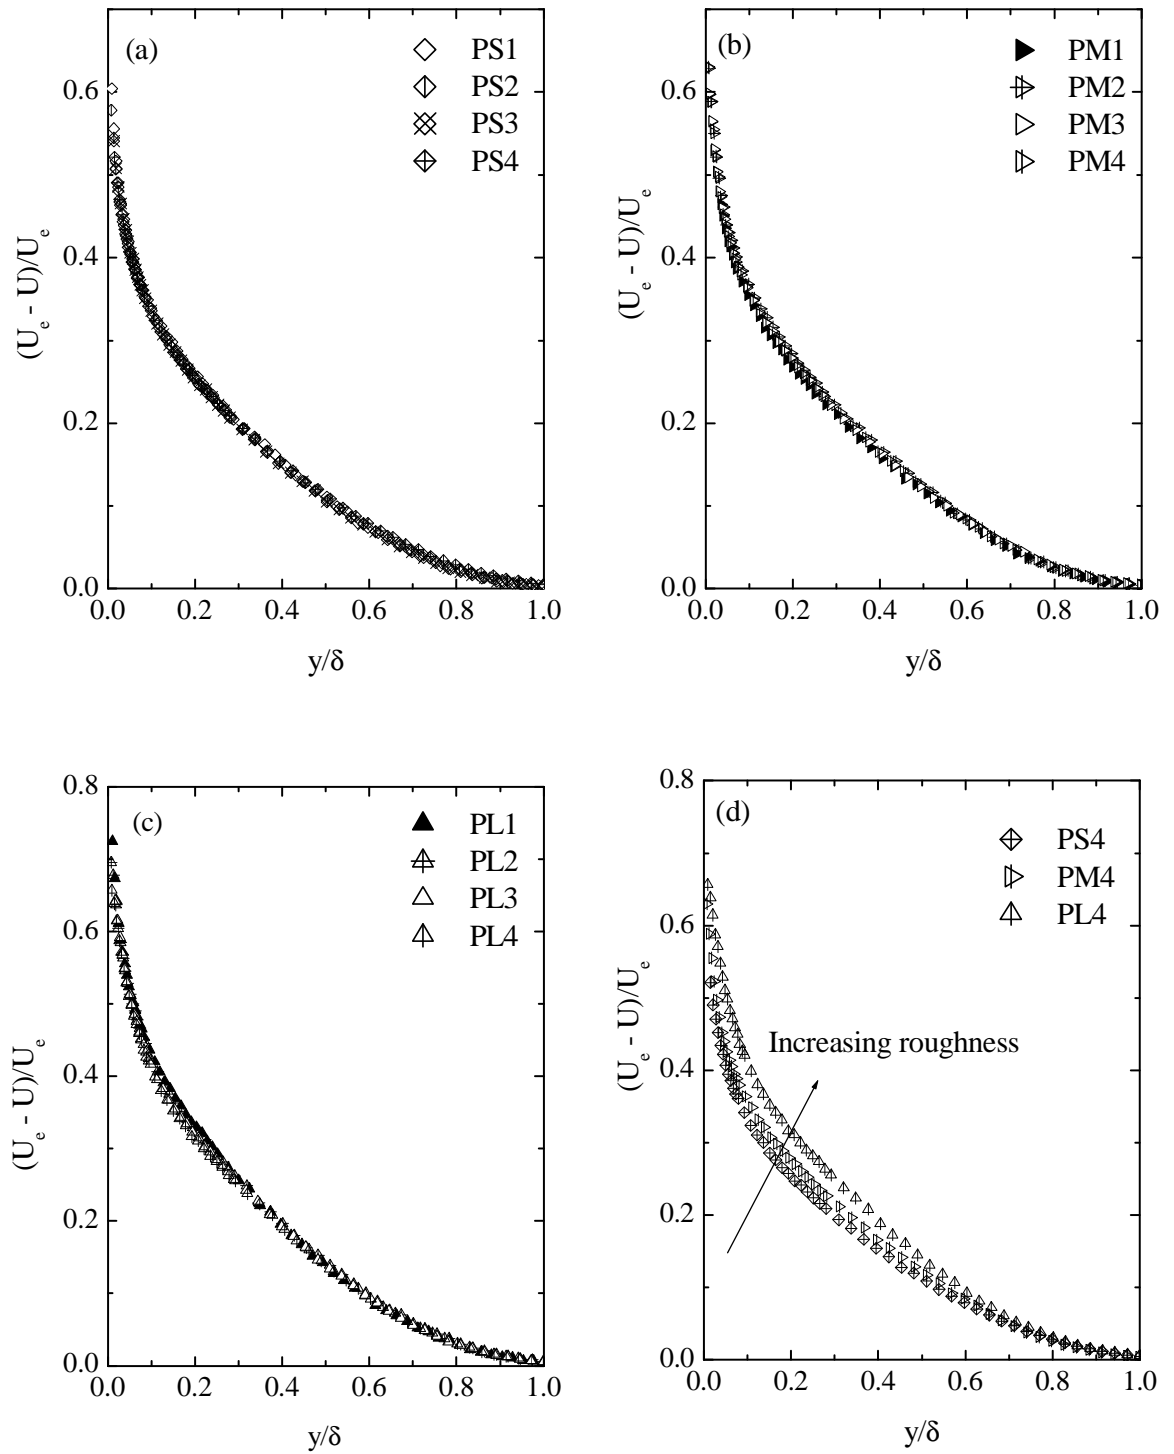 (a)
PS1
PS2
PS3
PS4
0.6
0.4
0.2
0.0
(U_e - U)/U_e
0.0 0.2 0.4 0.6 0.8 1.0
y/δ
(b)
PM1
PM2
PM3
PM4
0.6
0.4
0.2
0.0
(U_e - U)/U_e
0.0 0.2 0.4 0.6 0.8 1.0
y/δ
(c)
PL1
PL2
PL3
PL4
0.8
0.6
0.4
0.2
0.0
(U_e - U)/U_e
0.0 0.2 0.4 0.6 0.8 1.0
y/δ
(d)
PS4
PM4
PL4
Increasing roughness
0.8
0.6
0.4
0.2
0.0
(U_e - U)/U_e
0.0 0.2 0.4 0.6 0.8 1.0
y/δ